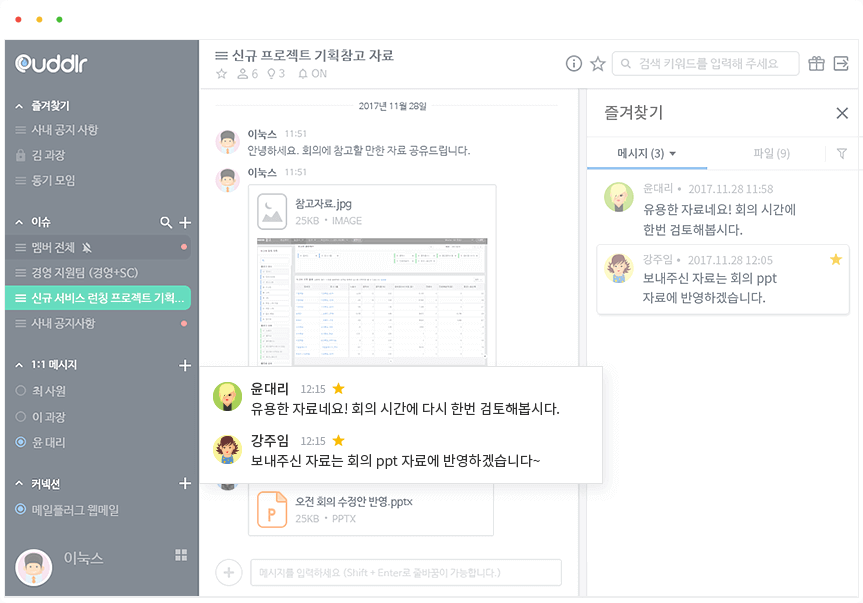 Cuddlr
즐겨찾기
사내 공지 사항
김 과장
동기 모임
이슈
멤버 전체
경영 지원팀 (경영+SC)
신규 서비스 런칭 프로젝트 기획...
사내 공지사항
1:1 메시지
최 사원
이 과장
윤 대리
커넥션
메일플러그 웹메일
이눅스
신규 프로젝트 기획참고 자료
6 3 ON
검색 키워드를 입력해 주세요
2017년 11월 28일
이눅스 11:51
안녕하세요. 회의에 참고할 만한 자료 공유드립니다.
이눅스 11:51
참고자료.jpg
25KB • IMAGE
윤대리 12:15
유용한 자료네요! 회의 시간에 다시 한번 검토해봅시다.
강주임 12:15
보내주신 자료는 회의 ppt 자료에 반영하겠습니다~
오전 회의 수정안 반영.pptx
25KB • PPTX
메시지를 입력하세요 (Shift + Enter로 줄바꿈이 가능합니다.)
즐겨찾기
메시지 (3)
파일 (9)
윤대리 • 2017.11.28 11:58
유용한 자료네요! 회의 시간에
한번 검토해봅시다.
강주임 • 2017.11.28 12:05
보내주신 자료는 회의 ppt
자료에 반영하겠습니다.